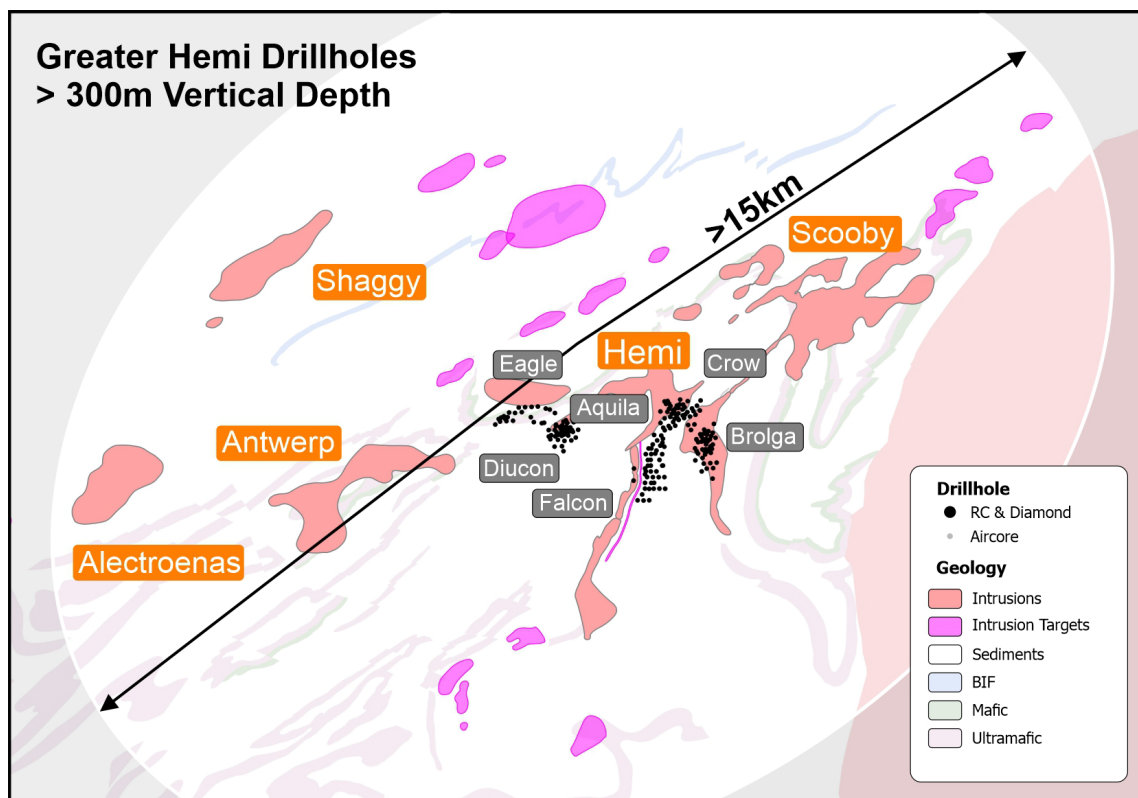 Greater Hemi Drillholes
> 300m Vertical Depth
>15km
Scooby
Shaggy
Hemi
Eagle
Crow
Aquila
Antwerp
Brolga
Diucon
Falcon
Alectroenas
Drillhole
RC & Diamond
Aircore
Geology
Intrusions
Intrusion Targets
Sediments
BIF
Mafic
Ultramafic